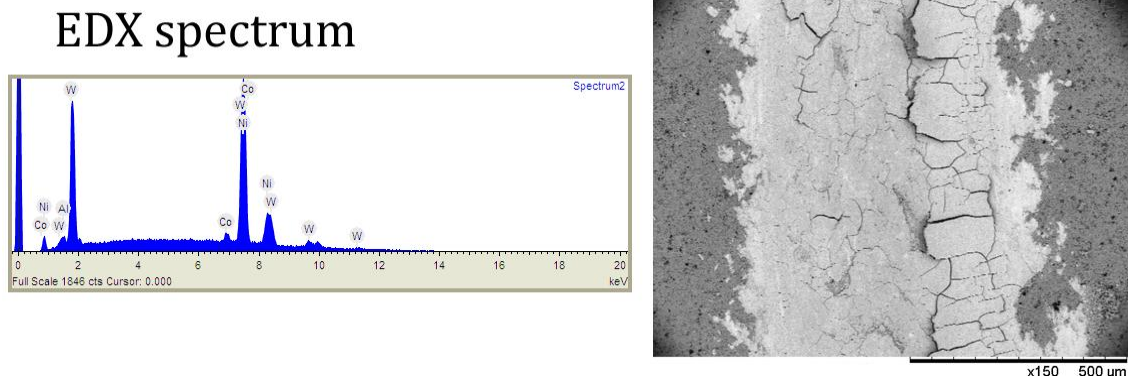 EDX spectrum
Spectrum2
W
Co
W
Ni
Ni
W
Ni
Al
Co
W
Co
W
W
0 2 4 6 8 10 12 14 16 18 20
Full Scale 1846 cts Cursor: 0.000 keV
x150 500 um